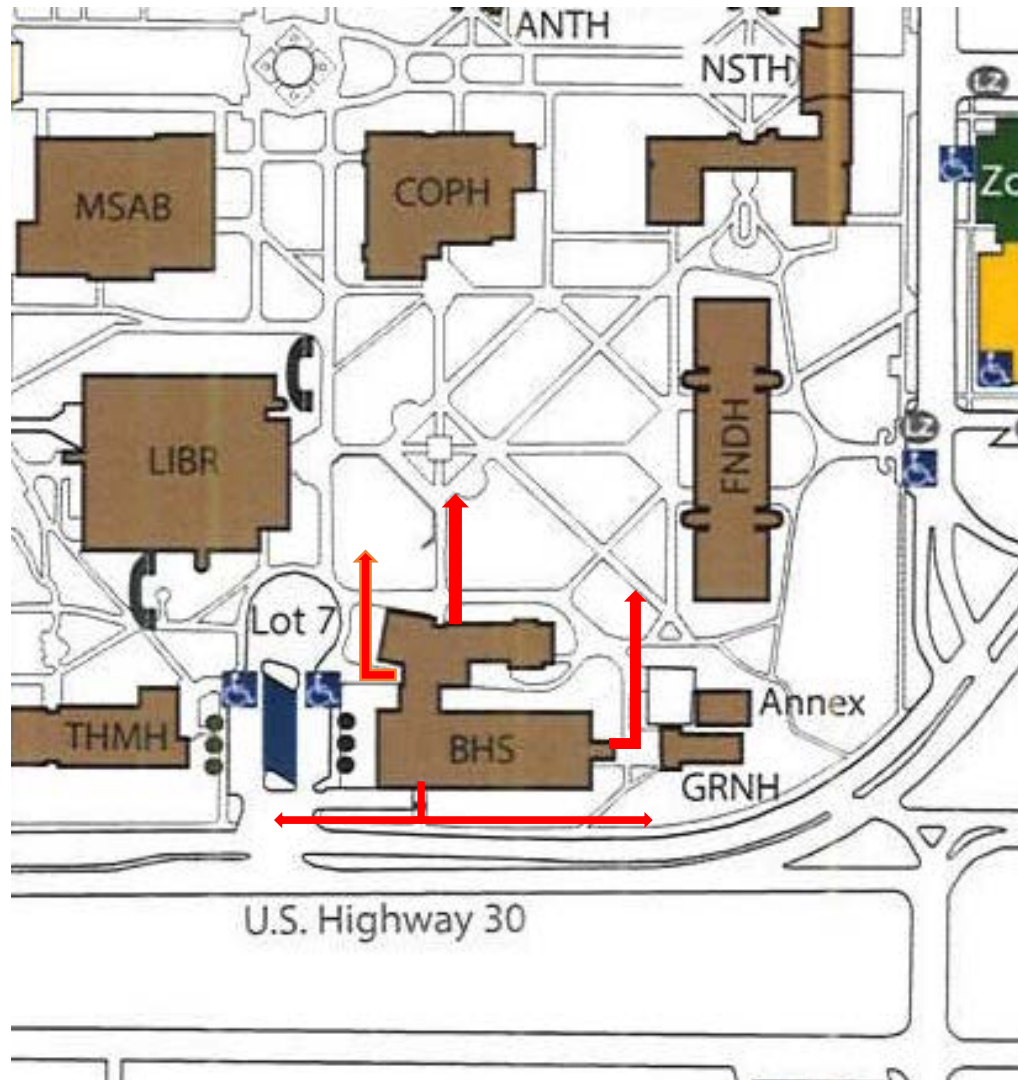 ANTH
NSTH
MSAB
COPH
Zo
LIBR
FNDH
Lot 7
Annex
THMH
BHS
GRNH
U.S. Highway 30